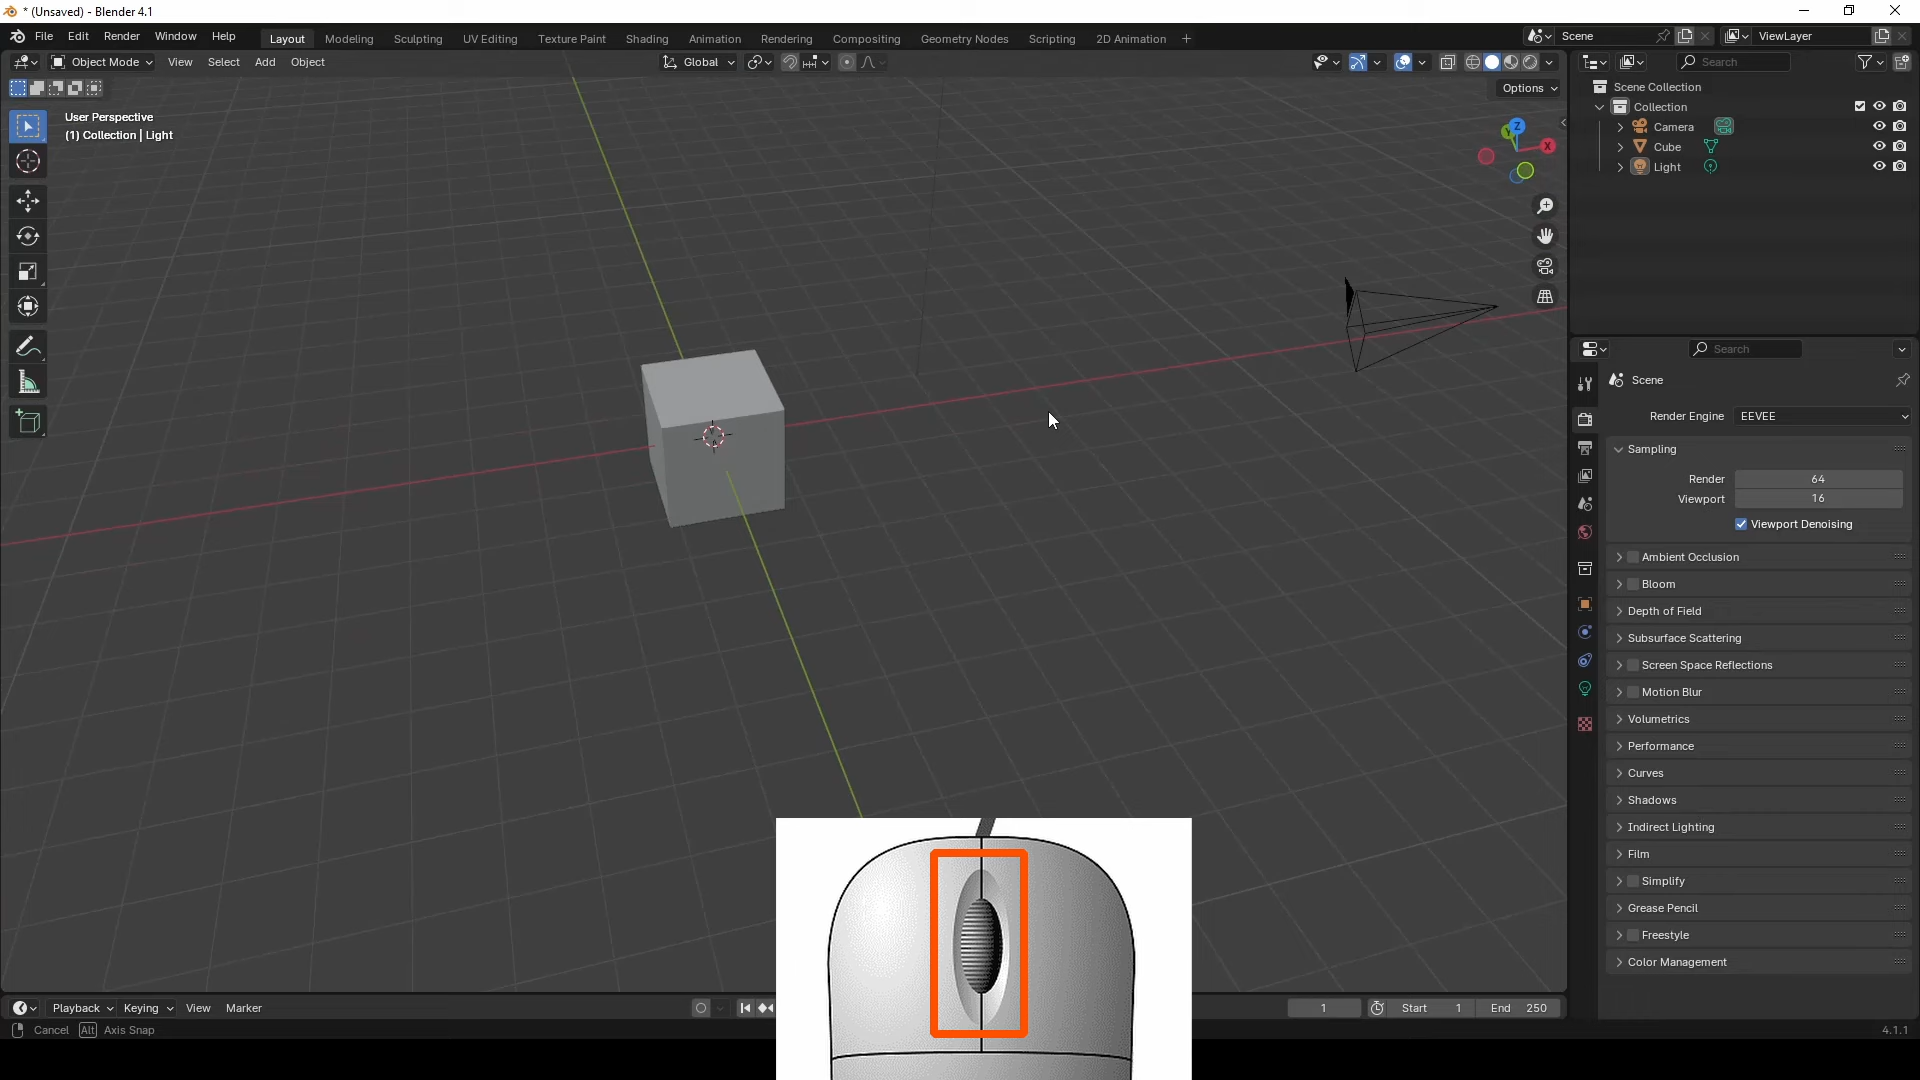 * (Unsaved) - Blender 4.1
File Edit Render Window Help
Layout Modeling Sculpting UV Editing Texture Paint Shading Animation Rendering Compositing Geometry Nodes Scripting 2D Animation +
Scene ViewLayer
Object Mode View Select Add Object Global
Options
User Perspective
(1) Collection | Light
Z
Y
X
Search
Scene Collection
Collection
Camera
Cube
Light
Search
Scene
Render Engine EEVEE
Sampling
Render 64
Viewport 16
Viewport Denoising
Ambient Occlusion
Bloom
Depth of Field
Subsurface Scattering
Screen Space Reflections
Motion Blur
Volumetrics
Performance
Curves
Shadows
Indirect Lighting
Film
Simplify
Grease Pencil
Freestyle
Color Management
Playback Keying View Marker
1 Start 1 End 250
Cancel Alt Axis Snap
4.1.1